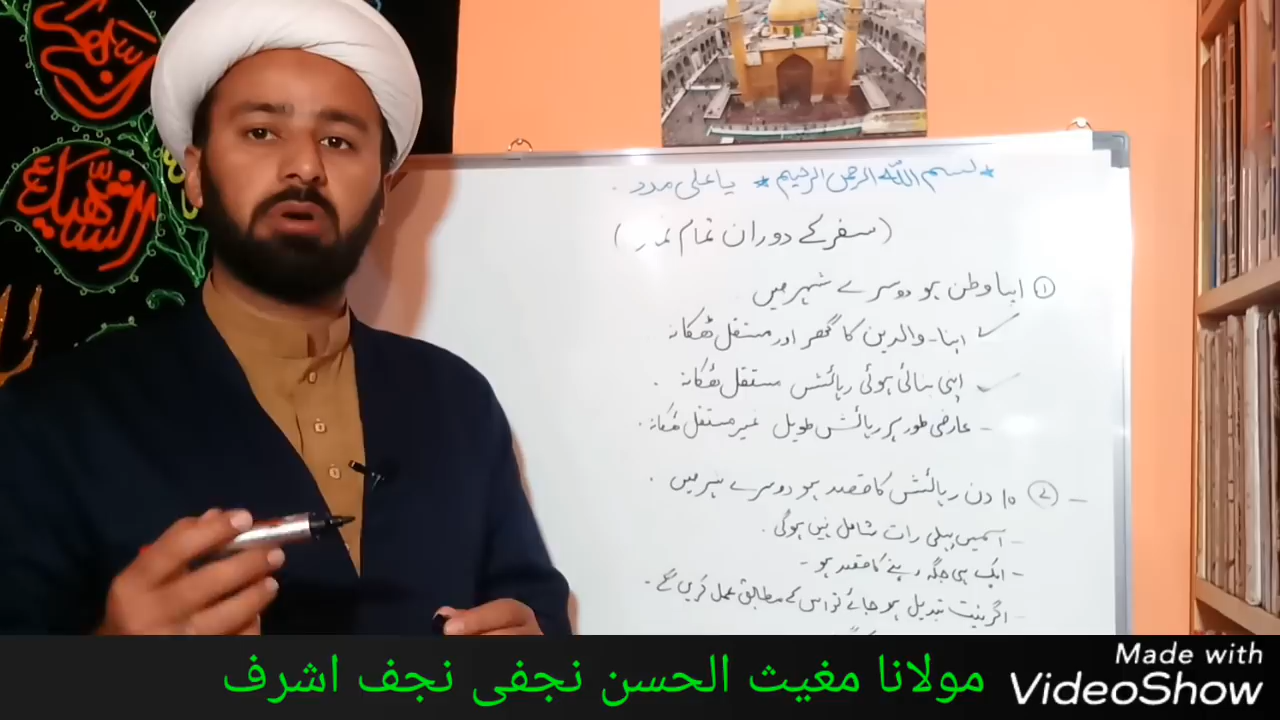 ★ بسم اللہ الرحمن الرحیم ★ یا علی مدد ۔
(سفر کے دوران تمام نماز)
① اپنا وطن ہو دوسرے شہر میں
✓ اپنا۔ والدین کا گھر اور مستقل ٹھکانہ
✓ اپنی بنائی ہوئی رہائش مستقل ٹھکانہ ۔
- عارضی طور پر رہائش طویل غیر مستقل ٹھکانہ ۔
- ② ۱۰ دن رہائش کا مقصد ہو دوسرے شہر میں ۔
- اسمیں پہلی رات شامل نہیں ہوگی ۔
- ایک ہی جگہ رہنے کا مقصد ہو -
- اگر نیت تبدیل ہو جائے تو اس کے مطابق عمل کریں گے -
مولانا مغیث الحسن نجفی نجف اشرف
Made with
VideoShow